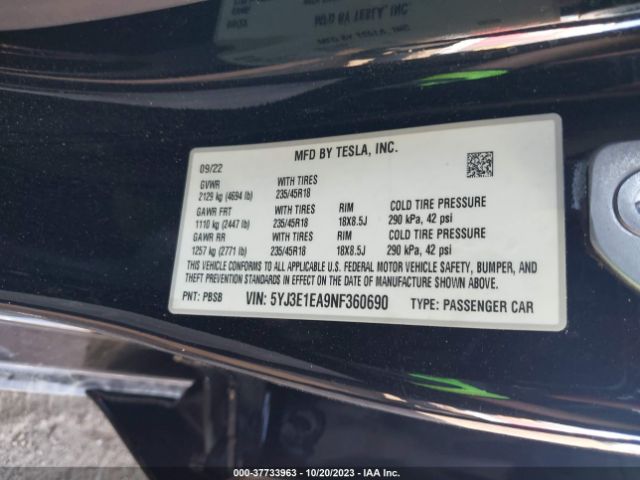 MFD BY TESLA, INC.
09/22
GVWR WITH TIRES
2129 kg (4694 lb) 235/45R18
GAWR FRT WITH TIRES RIM COLD TIRE PRESSURE
1110 kg (2447 lb) 235/45R18 18X8.5J 290 kPa, 42 psi
GAWR RR WITH TIRES RIM COLD TIRE PRESSURE
1257 kg (2771 lb) 235/45R18 18X8.5J 290 kPa, 42 psi
THIS VEHICLE CONFORMS TO ALL APPLICABLE U.S. FEDERAL MOTOR VEHICLE SAFETY, BUMPER, AND
THEFT PREVENTION STANDARDS IN EFFECT ON THE DATE OF MANUFACTURE SHOWN ABOVE.
PNT: PBSB VIN: 5YJ3E1EA9NF360690 TYPE: PASSENGER CAR
000-37733963 - 10/20/2023 - IAA Inc.